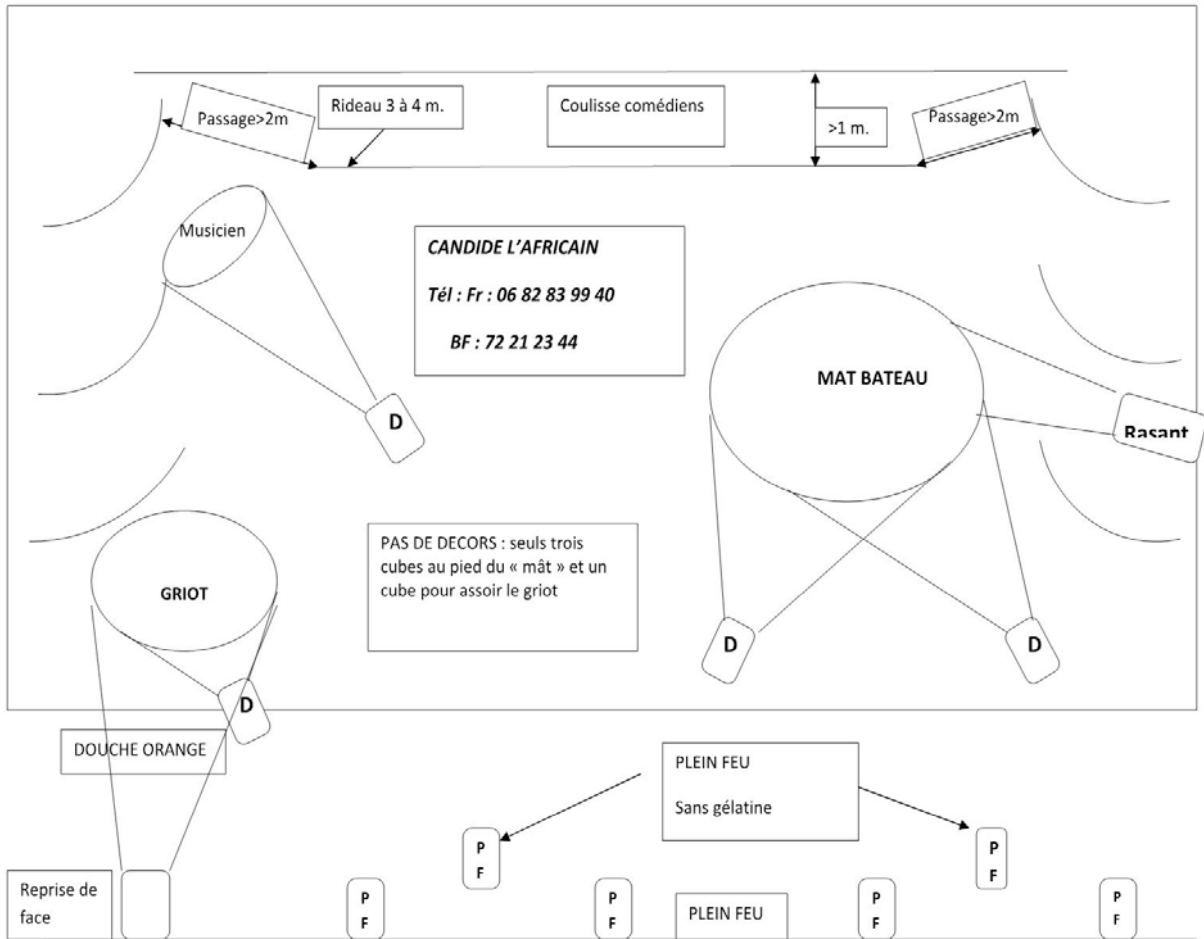 Passage>2m
Rideau 3 à 4 m.
Coulisse comédiens
>1 m.
Passage>2m
Musicien
CANDIDE L'AFRICAIN
Tél : Fr : 06 82 83 99 40
BF : 72 21 23 44
MAT BATEAU
D
Rasant
PAS DE DECORS : seuls trois
cubes au pied du « mât » et un
cube pour assoir le griot
GRIOT
D
D
D
DOUCHE ORANGE
PLEIN FEU
Sans gélatine
P
F
P
F
Reprise de
face
P
F
P
F
PLEIN FEU
P
F
P
F